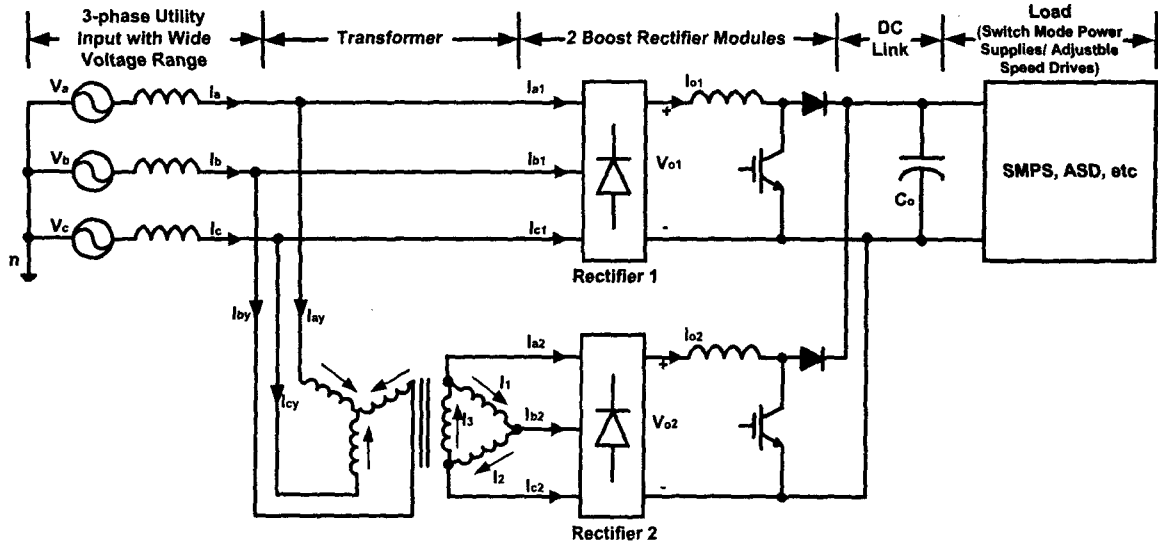 3-phase Utility
Input with Wide
Voltage Range
Transformer
2 Boost Rectifier Modules
DC
Link
Load
(Switch Mode Power
Supplies/ Adjustble
Speed Drives)
Va
Ia
Ia1
Io1
+
Vb
Ib
Ib1
Vo1
SMPS, ASD, etc
Co
Vc
Ic
Ic1
-
n
Rectifier 1
Iby
Iay
Ia2
Io2
+
Icy
I1
I3
Ib2
Vo2
I2
Ic2
-
Rectifier 2